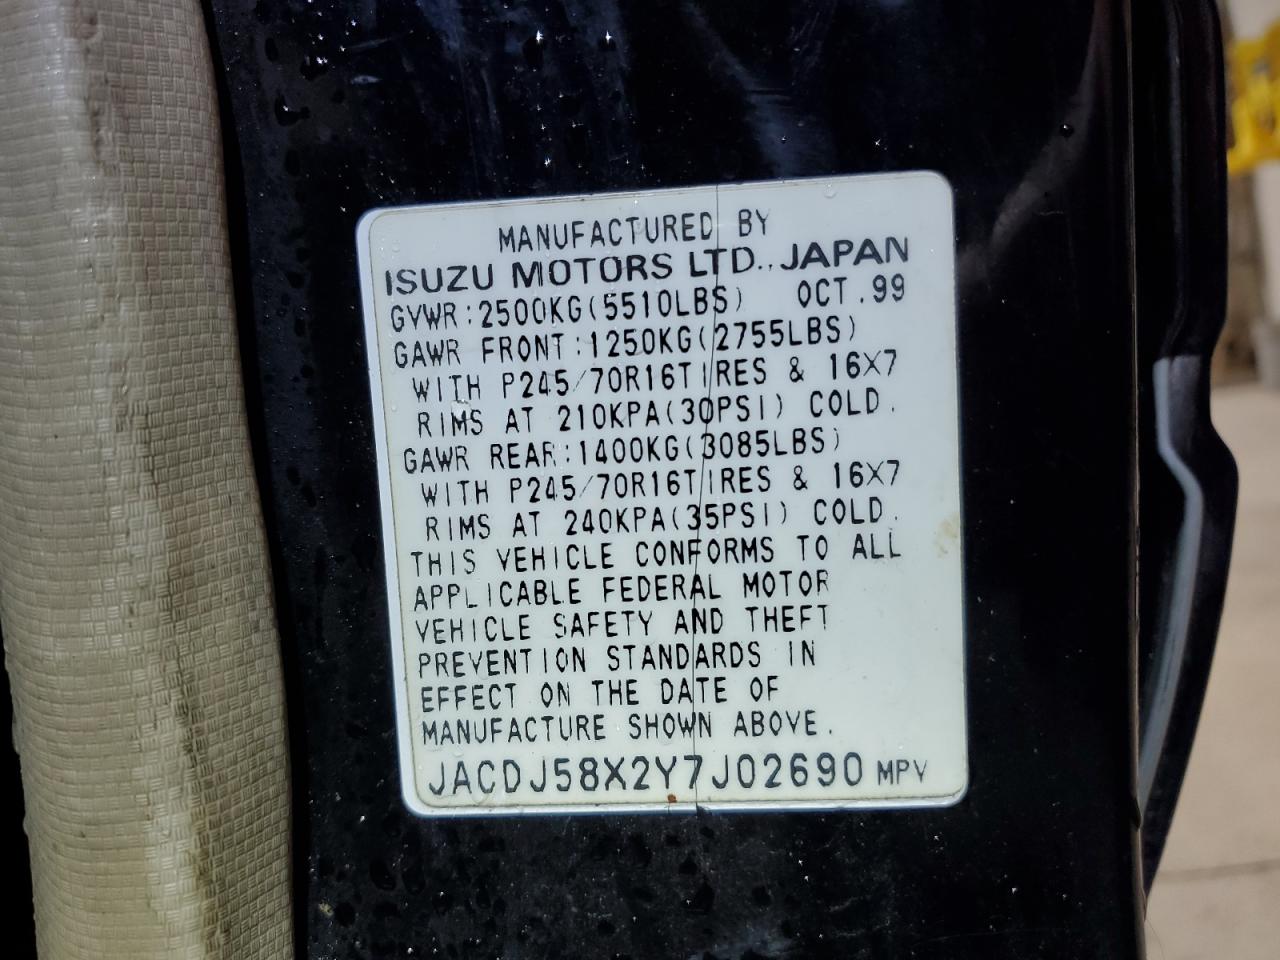 MANUFACTURED BY
ISUZU MOTORS LTD., JAPAN
GVWR:2500KG(5510LBS) OCT.99
GAWR FRONT:1250KG(2755LBS)
WITH P245/70R16TIRES & 16X7
RIMS AT 210KPA(30PSI) COLD.
GAWR REAR:1400KG(3085LBS)
WITH P245/70R16TIRES & 16X7
RIMS AT 240KPA(35PSI) COLD.
THIS VEHICLE CONFORMS TO ALL
APPLICABLE FEDERAL MOTOR
VEHICLE SAFETY AND THEFT
PREVENTION STANDARDS IN
EFFECT ON THE DATE OF
MANUFACTURE SHOWN ABOVE.
JACDJ58X2Y7J02690 MPV